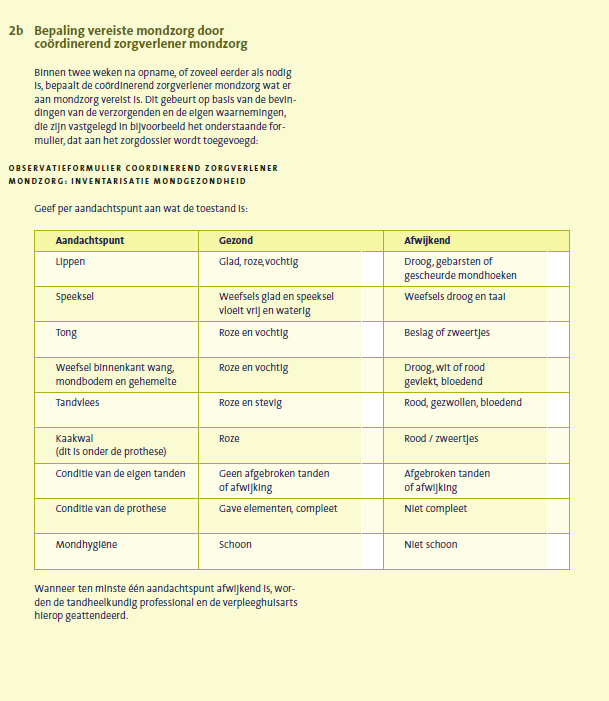 2b Bepaling vereiste mondzorg door
coördinerend zorgverlener mondzorg
Binnen twee weken na opname, of zoveel eerder als nodig
is, bepaalt de coördinerend zorgverlener mondzorg wat er
aan mondzorg vereist is. Dit gebeurt op basis van de bevin-
dingen van de verzorgenden en de eigen waarnemingen,
die zijn vastgelegd in bijvoorbeeld het onderstaande for-
mulier, dat aan het zorgdossier wordt toegevoegd:
OBSERVATIEFORMULIER COORDINEREND ZORGVERLENER
MONDZORG: INVENTARISATIE MONDGEZONDHEID
Geef per aandachtspunt aan wat de toestand is:
Aandachtspunt Gezond Afwijkend
Lippen Glad, roze,vochtig Droog, gebarsten of
gescheurde mondhoeken
Speeksel Weefsels glad en speeksel Weefsels droog en taai
vloeit vrij en waterig
Tong Roze en vochtig Beslag of zweertjes
Weefsel binnenkant wang, Roze en vochtig Droog, wit of rood
mondbodem en gehemelte gevlekt, bloedend
Tandvlees Roze en stevig Rood, gezwollen, bloedend
Kaakwal Roze Rood / zweertjes
(dit is onder de prothese)
Conditie van de eigen tanden Geen afgebroken tanden Afgebroken tanden
of afwijking of afwijking
Conditie van de prothese Gave elementen, compleet Niet compleet
Mondhygiëne Schoon Niet schoon
Wanneer ten minste één aandachtspunt afwijkend is, wor-
den de tandheelkundig professional en de verpleeghuisarts
hierop geattendeerd.